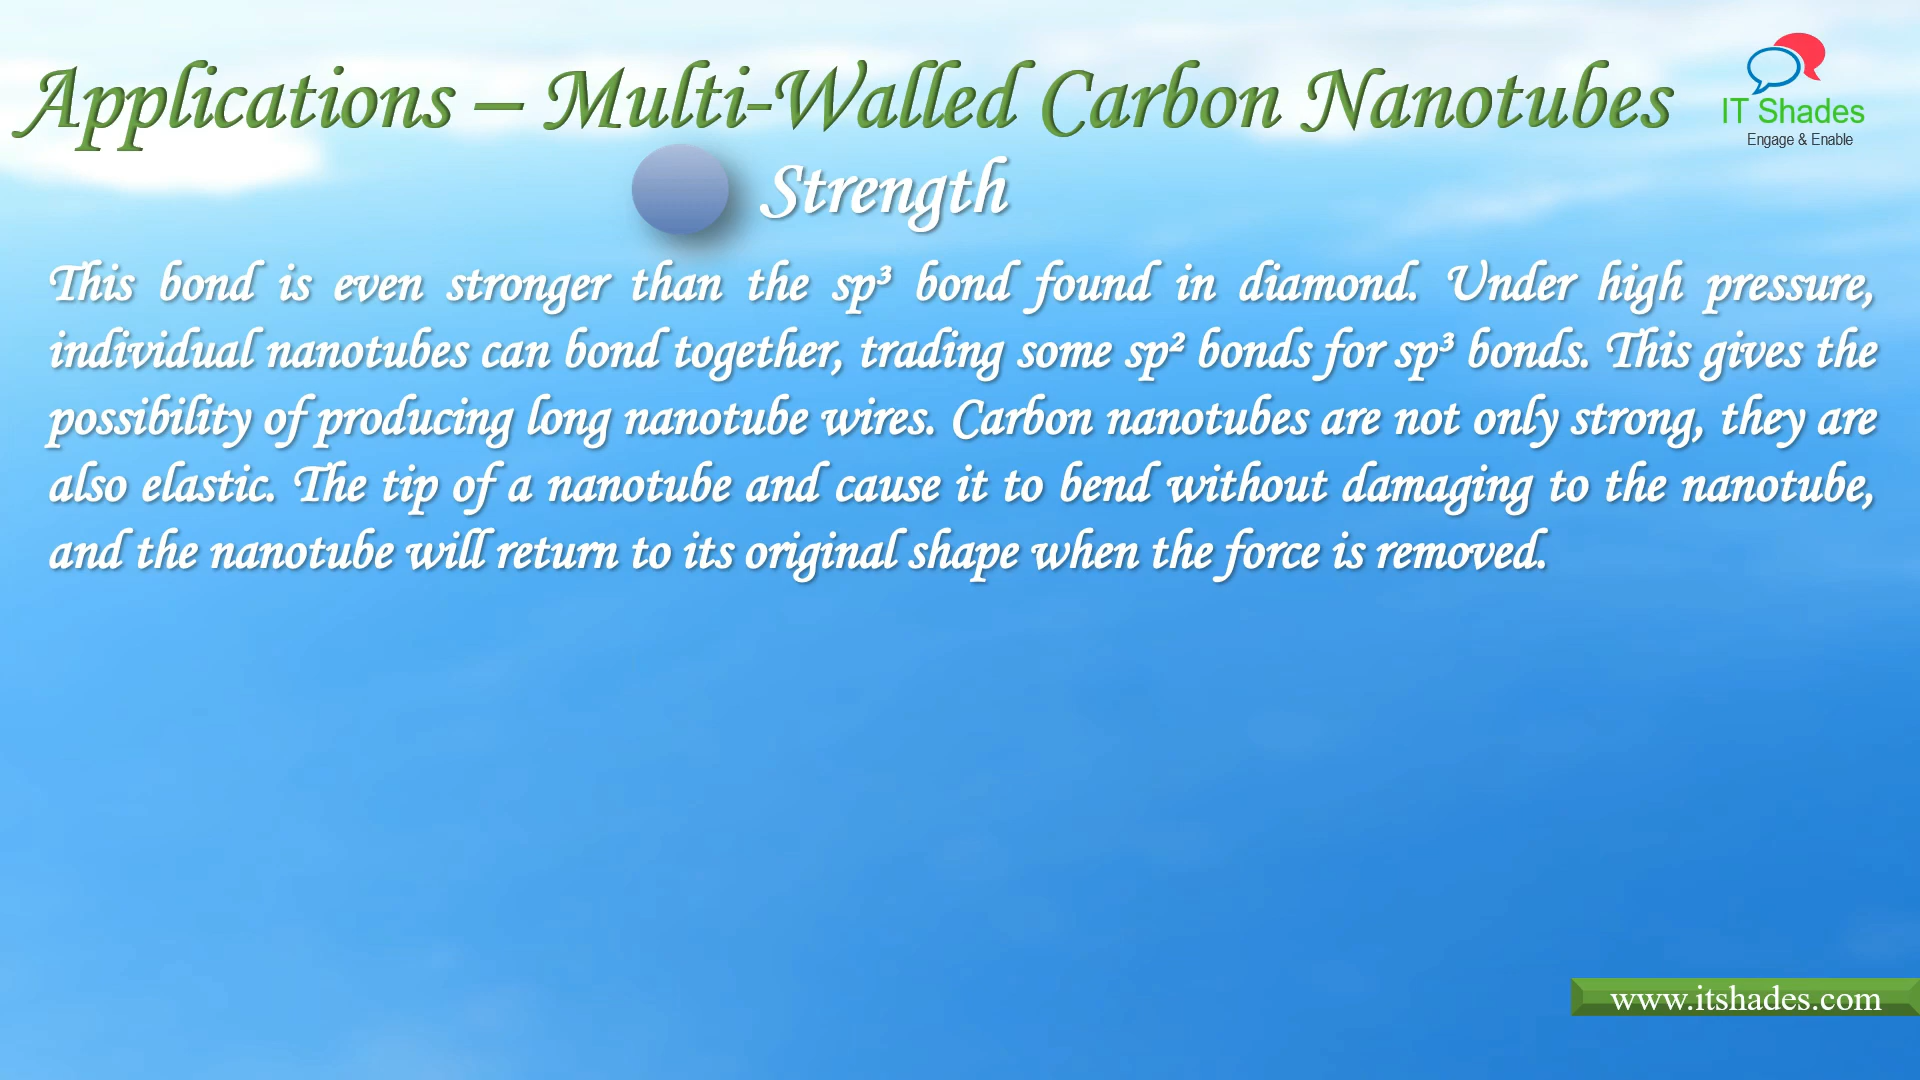 Applications – Multi-Walled Carbon Nanotubes
IT Shades
Engage & Enable
Strength
This bond is even stronger than the sp³ bond found in diamond. Under high pressure,
individual nanotubes can bond together, trading some sp² bonds for sp³ bonds. This gives the
possibility of producing long nanotube wires. Carbon nanotubes are not only strong, they are
also elastic. The tip of a nanotube and cause it to bend without damaging to the nanotube,
and the nanotube will return to its original shape when the force is removed.
www.itshades.com